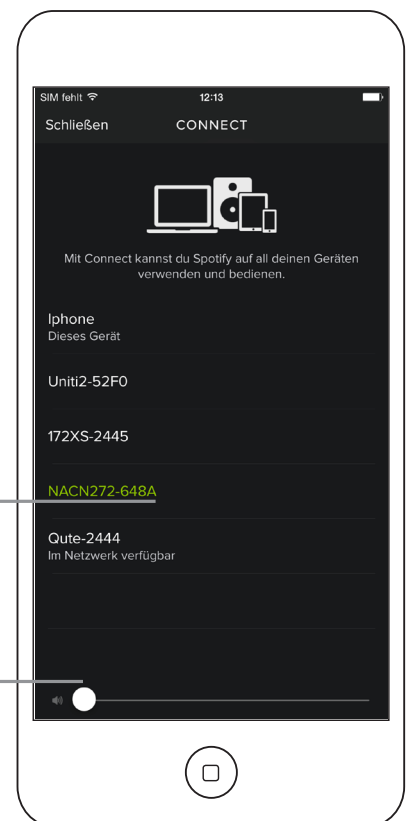 SIM fehlt 12:13
Schließen CONNECT
Mit Connect kannst du Spotify auf all deinen Geräten
verwenden und bedienen.
Iphone
Dieses Gerät
Uniti2-52F0
172XS-2445
NACN272-648A
Qute-2444
Im Netzwerk verfügbar